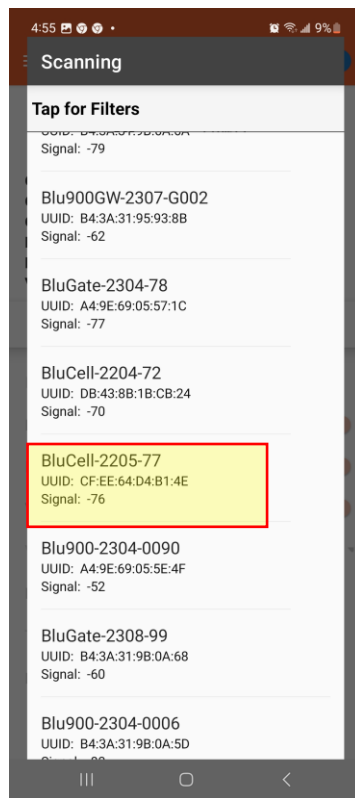 4:55 9%
Scanning
Tap for Filters
Signal: -79
Blu900GW-2307-G002
UUID: B4:3A:31:95:93:8B
Signal: -62
BluGate-2304-78
UUID: A4:9E:69:05:57:1C
Signal: -77
BluCell-2204-72
UUID: DB:43:8B:1B:CB:24
Signal: -70
BluCell-2205-77
UUID: CF:EE:64:D4:B1:4E
Signal: -76
Blu900-2304-0090
UUID: A4:9E:69:05:5E:4F
Signal: -52
BluGate-2308-99
UUID: B4:3A:31:9B:0A:68
Signal: -60
Blu900-2304-0006
UUID: B4:3A:31:9B:0A:5D